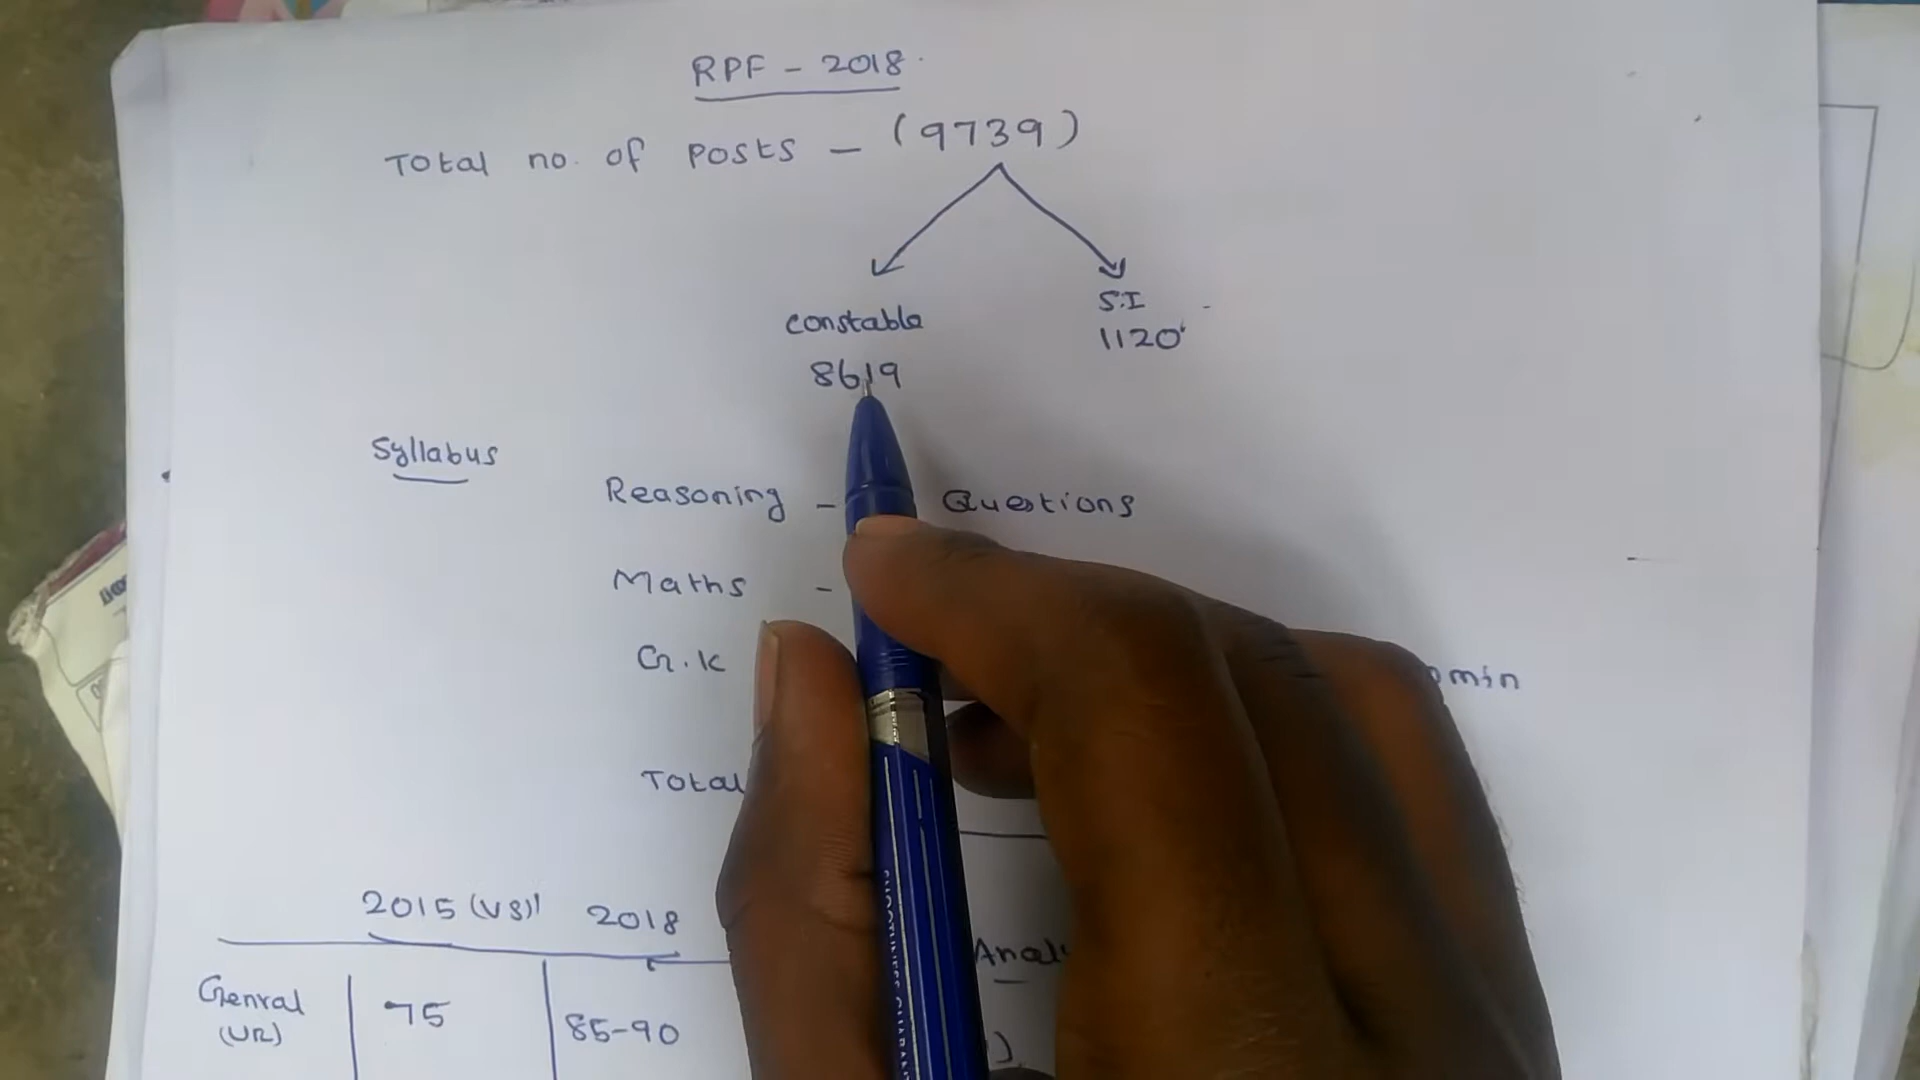 RPF - 2018
Total no. of posts - (9739)
Constable
8619
S.I
1120
Syllabus
Reasoning - Questions
Maths -
G.K
min
Total
2015 (VS) 2018
Genral
(UR)
75
85-90